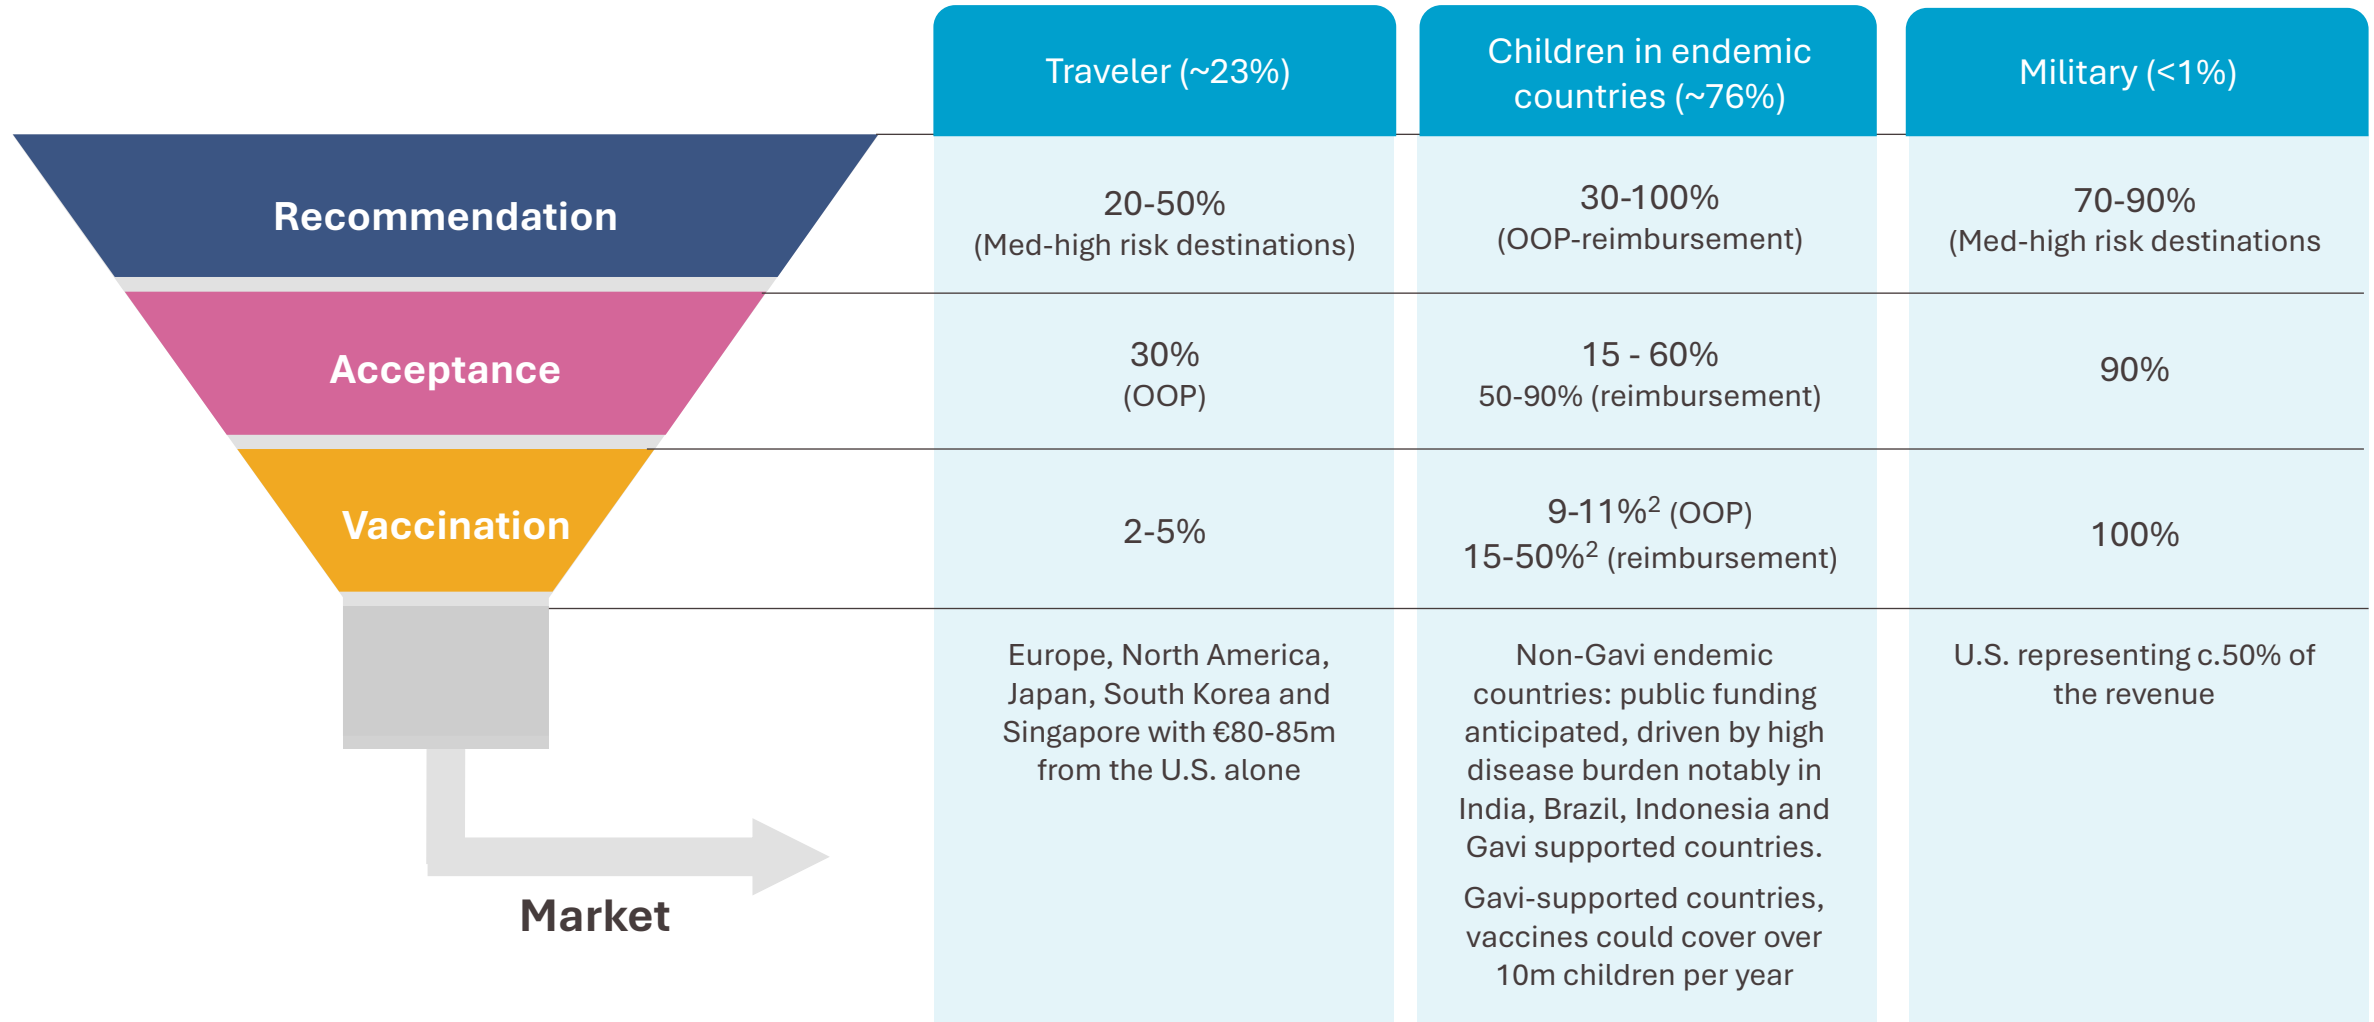 Traveler (~23%)
Children in endemic
countries (~76%)
Military (<1%)
Recommendation
20-50%
(Med-high risk destinations)
30-100%
(OOP-reimbursement)
70-90%
(Med-high risk destinations
Acceptance
30%
(OOP)
15 - 60%
50-90% (reimbursement)
90%
Vaccination
2-5%
9-11%² (OOP)
15-50%² (reimbursement)
100%
Market
Europe, North America,
Japan, South Korea and
Singapore with €80-85m
from the U.S. alone
Non-Gavi endemic
countries: public funding
anticipated, driven by high
disease burden notably in
India, Brazil, Indonesia and
Gavi supported countries.
Gavi-supported countries,
vaccines could cover over
10m children per year
U.S. representing c.50% of
the revenue